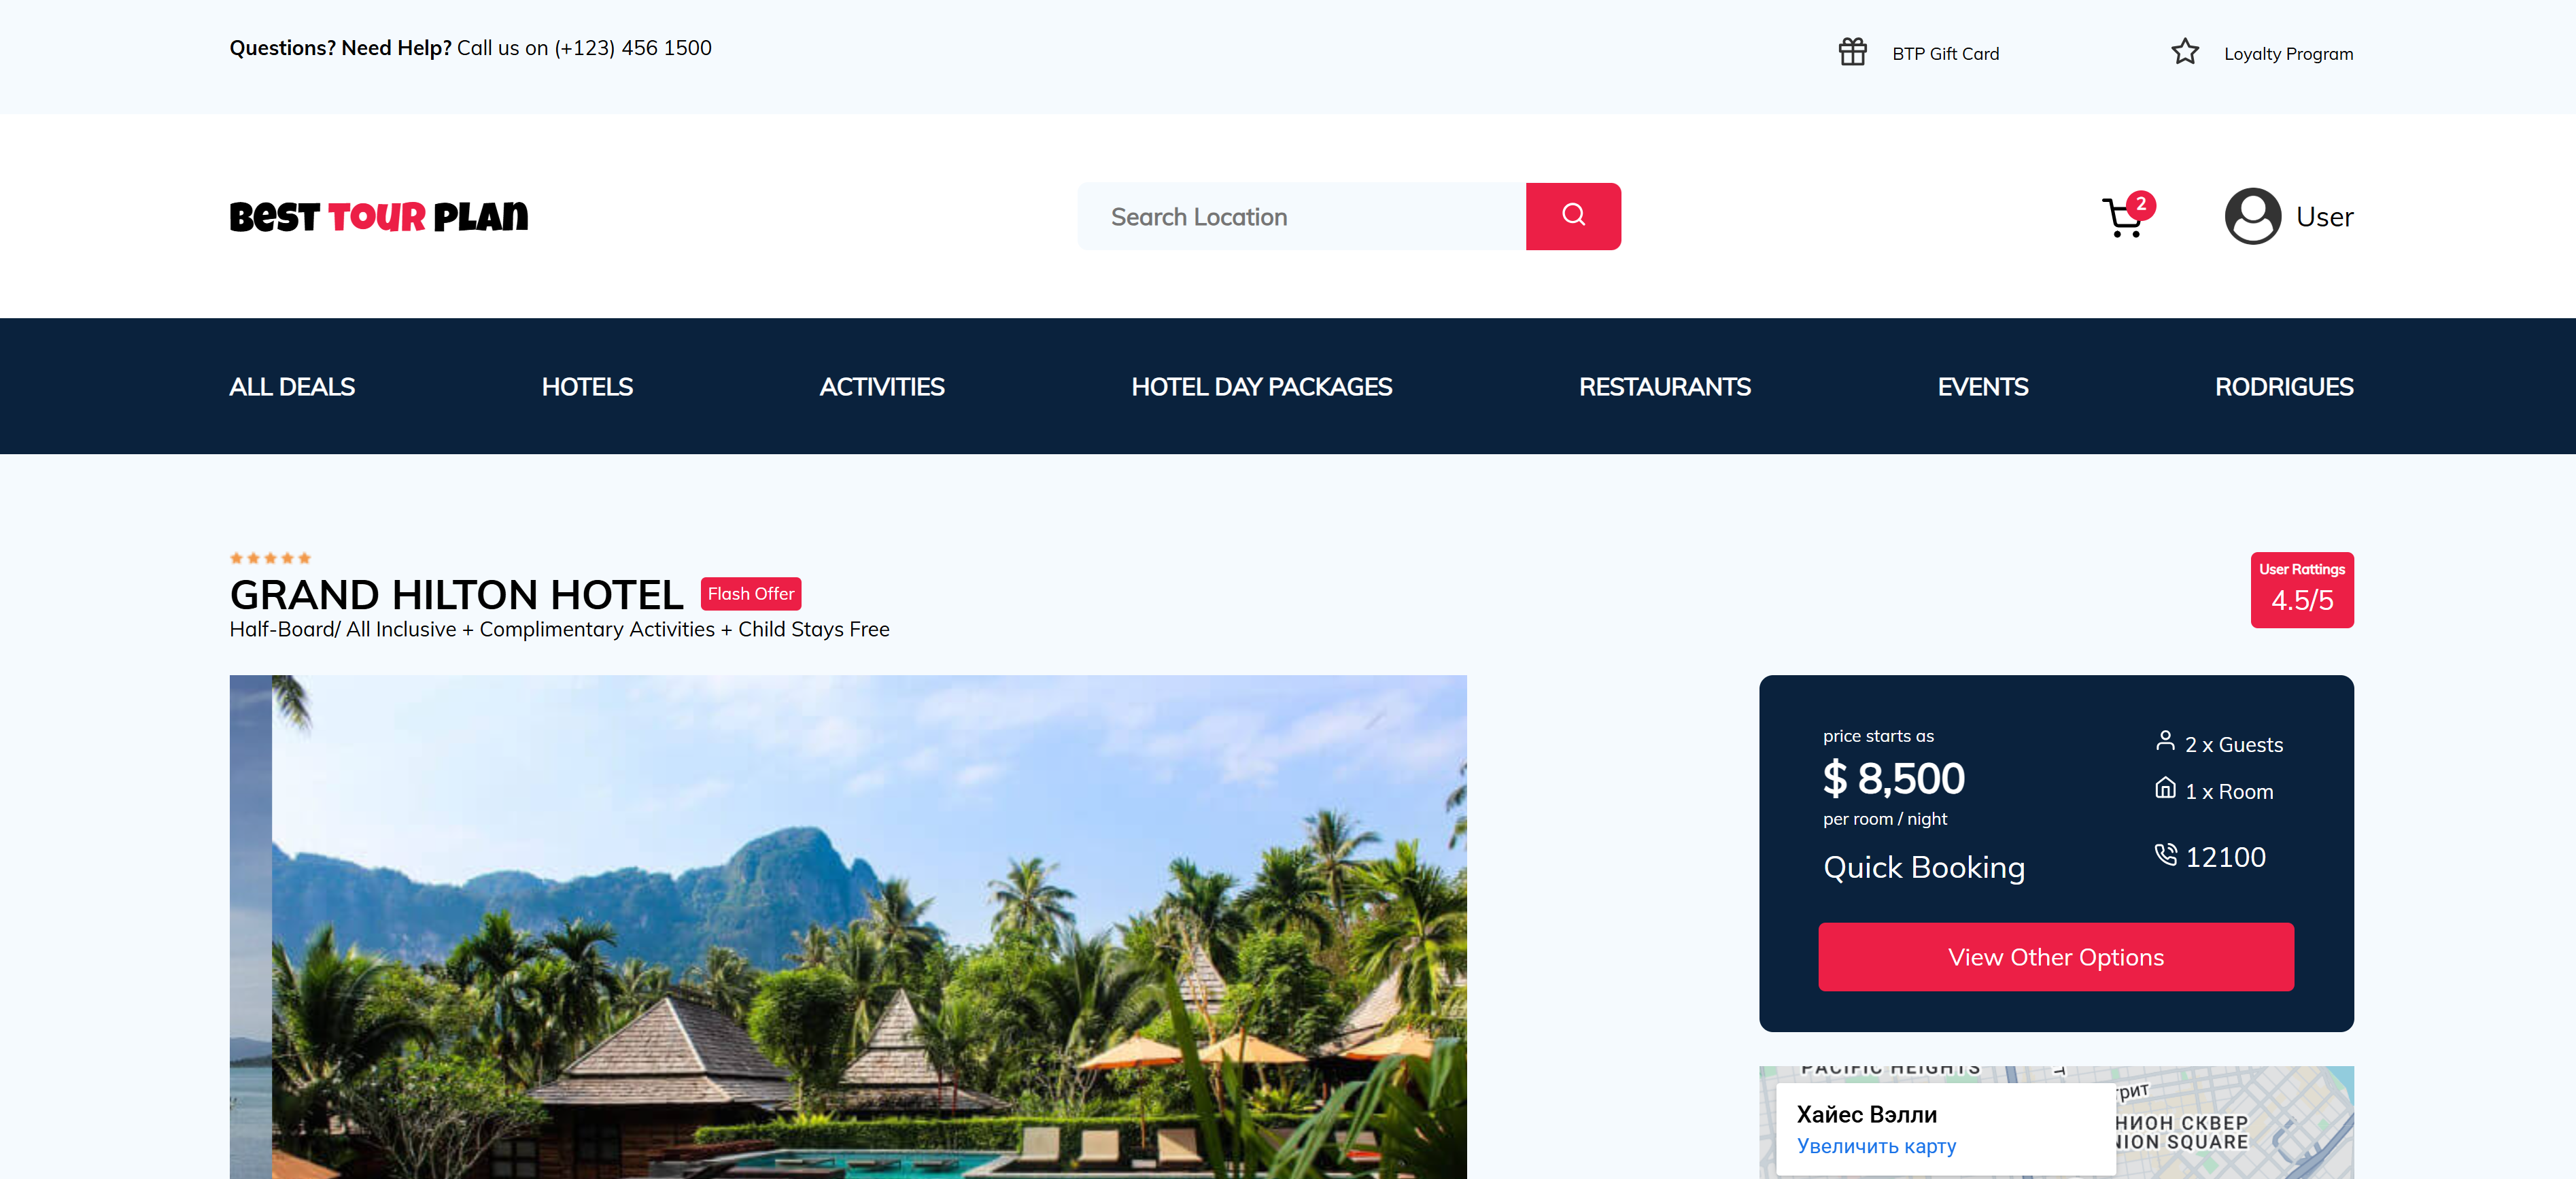 Questions? Need Help? Call us on (+123) 456 1500
BTP Gift Card
Loyalty Program
BEST TOUR PLAN
Search Location
2
User
ALL DEALS
HOTELS
ACTIVITIES
HOTEL DAY PACKAGES
RESTAURANTS
EVENTS
RODRIGUES
GRAND HILTON HOTEL
Flash Offer
Half-Board/ All Inclusive + Complimentary Activities + Child Stays Free
User Rattings
4.5/5
price starts as
$ 8,500
per room / night
Quick Booking
2 x Guests
1 x Room
12100
View Other Options
PACIFIC HEIGHTS
Хайес Вэлли
Увеличить карту
SQUARE
СКВЕР